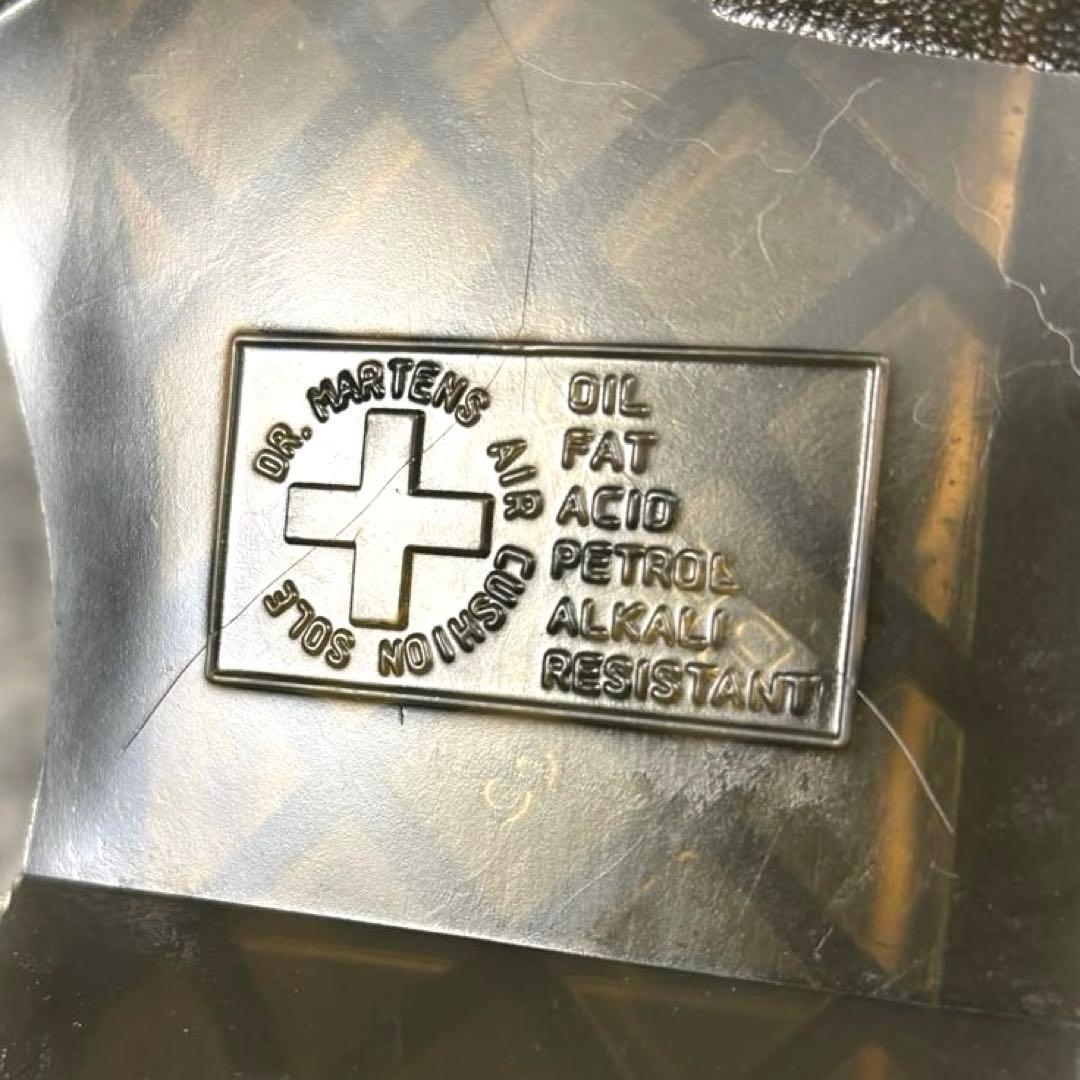 DR. MARTENS AIR CUSHION SOLE
OIL
FAT
ACID
PETROL
ALKALI
RESISTANT